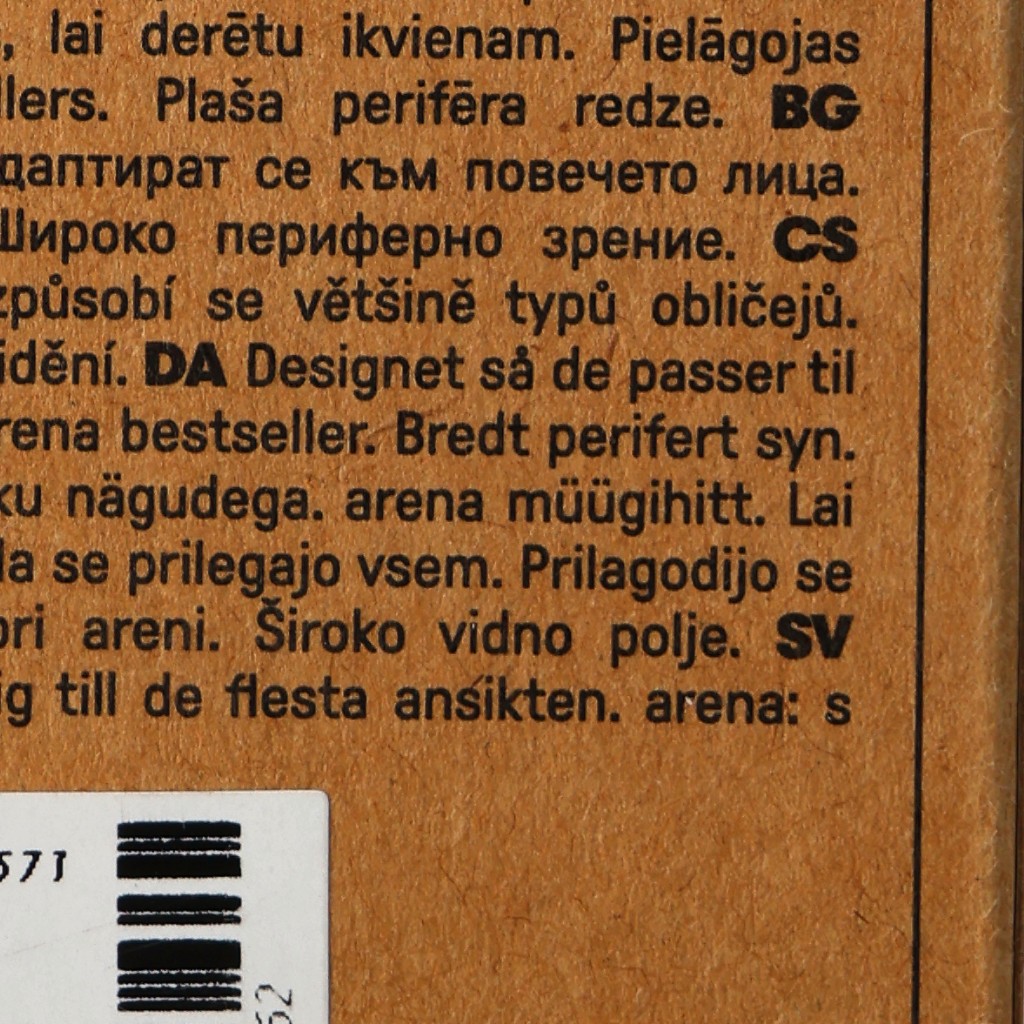 , lai derētu ikvienam. Pielāgojas
llers. Plaša perifēra redze. BG
даптират се към повечето лица.
Широко периферно зрение. CS
způsobí se většině typů obličejů.
idění. DA Designet så de passer til
rena bestseller. Bredt perifert syn.
ku nägudega. arena müügihitt. Lai
la se prilegajo vsem. Prilagodijo se
pri areni. Široko vidno polje. SV
ig till de flesta ansikten. arena: s
571
62